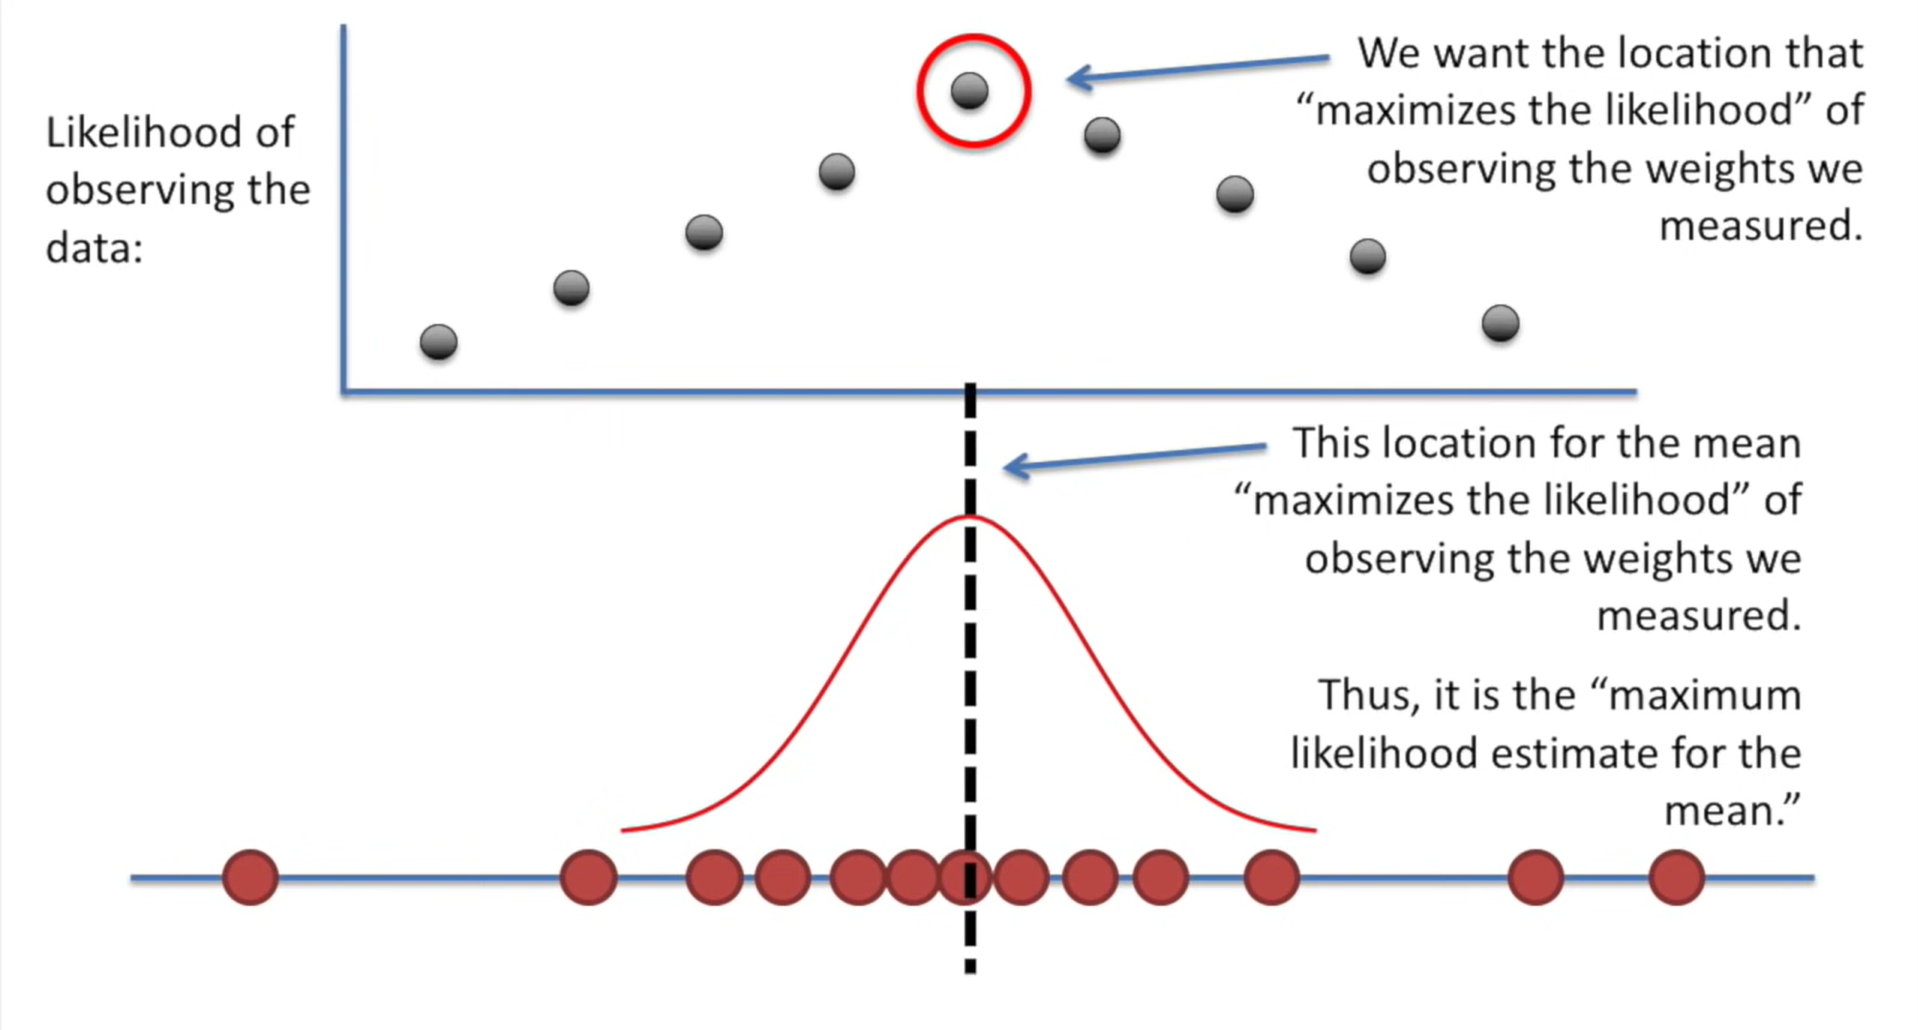 Likelihood of
observing the
data:
We want the location that
“maximizes the likelihood” of
observing the weights we
measured.
This location for the mean
“maximizes the likelihood” of
observing the weights we
measured.
Thus, it is the “maximum
likelihood estimate for the
mean.”